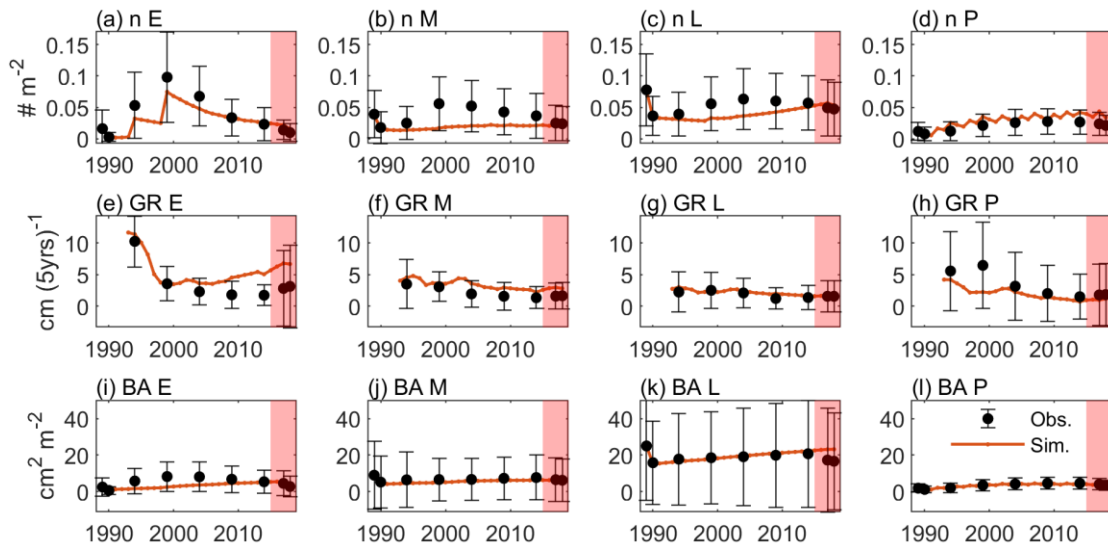 (a) n E (b) n M (c) n L (d) n P
# m-2
0.15 0.15 0.15 0.15
0.1 0.1 0.1 0.1
0.05 0.05 0.05 0.05
0 0 0 0
1990 2000 2010 1990 2000 2010 1990 2000 2010 1990 2000 2010
(e) GR E (f) GR M (g) GR L (h) GR P
cm (5yrs)-1
10 10 10 10
5 5 5 5
0 0 0 0
1990 2000 2010 1990 2000 2010 1990 2000 2010 1990 2000 2010
(i) BA E (j) BA M (k) BA L (l) BA P
cm2 m-2
40 40 40 40
Obs.
20 20 20 20
Sim.
0 0 0 0
1990 2000 2010 1990 2000 2010 1990 2000 2010 1990 2000 2010